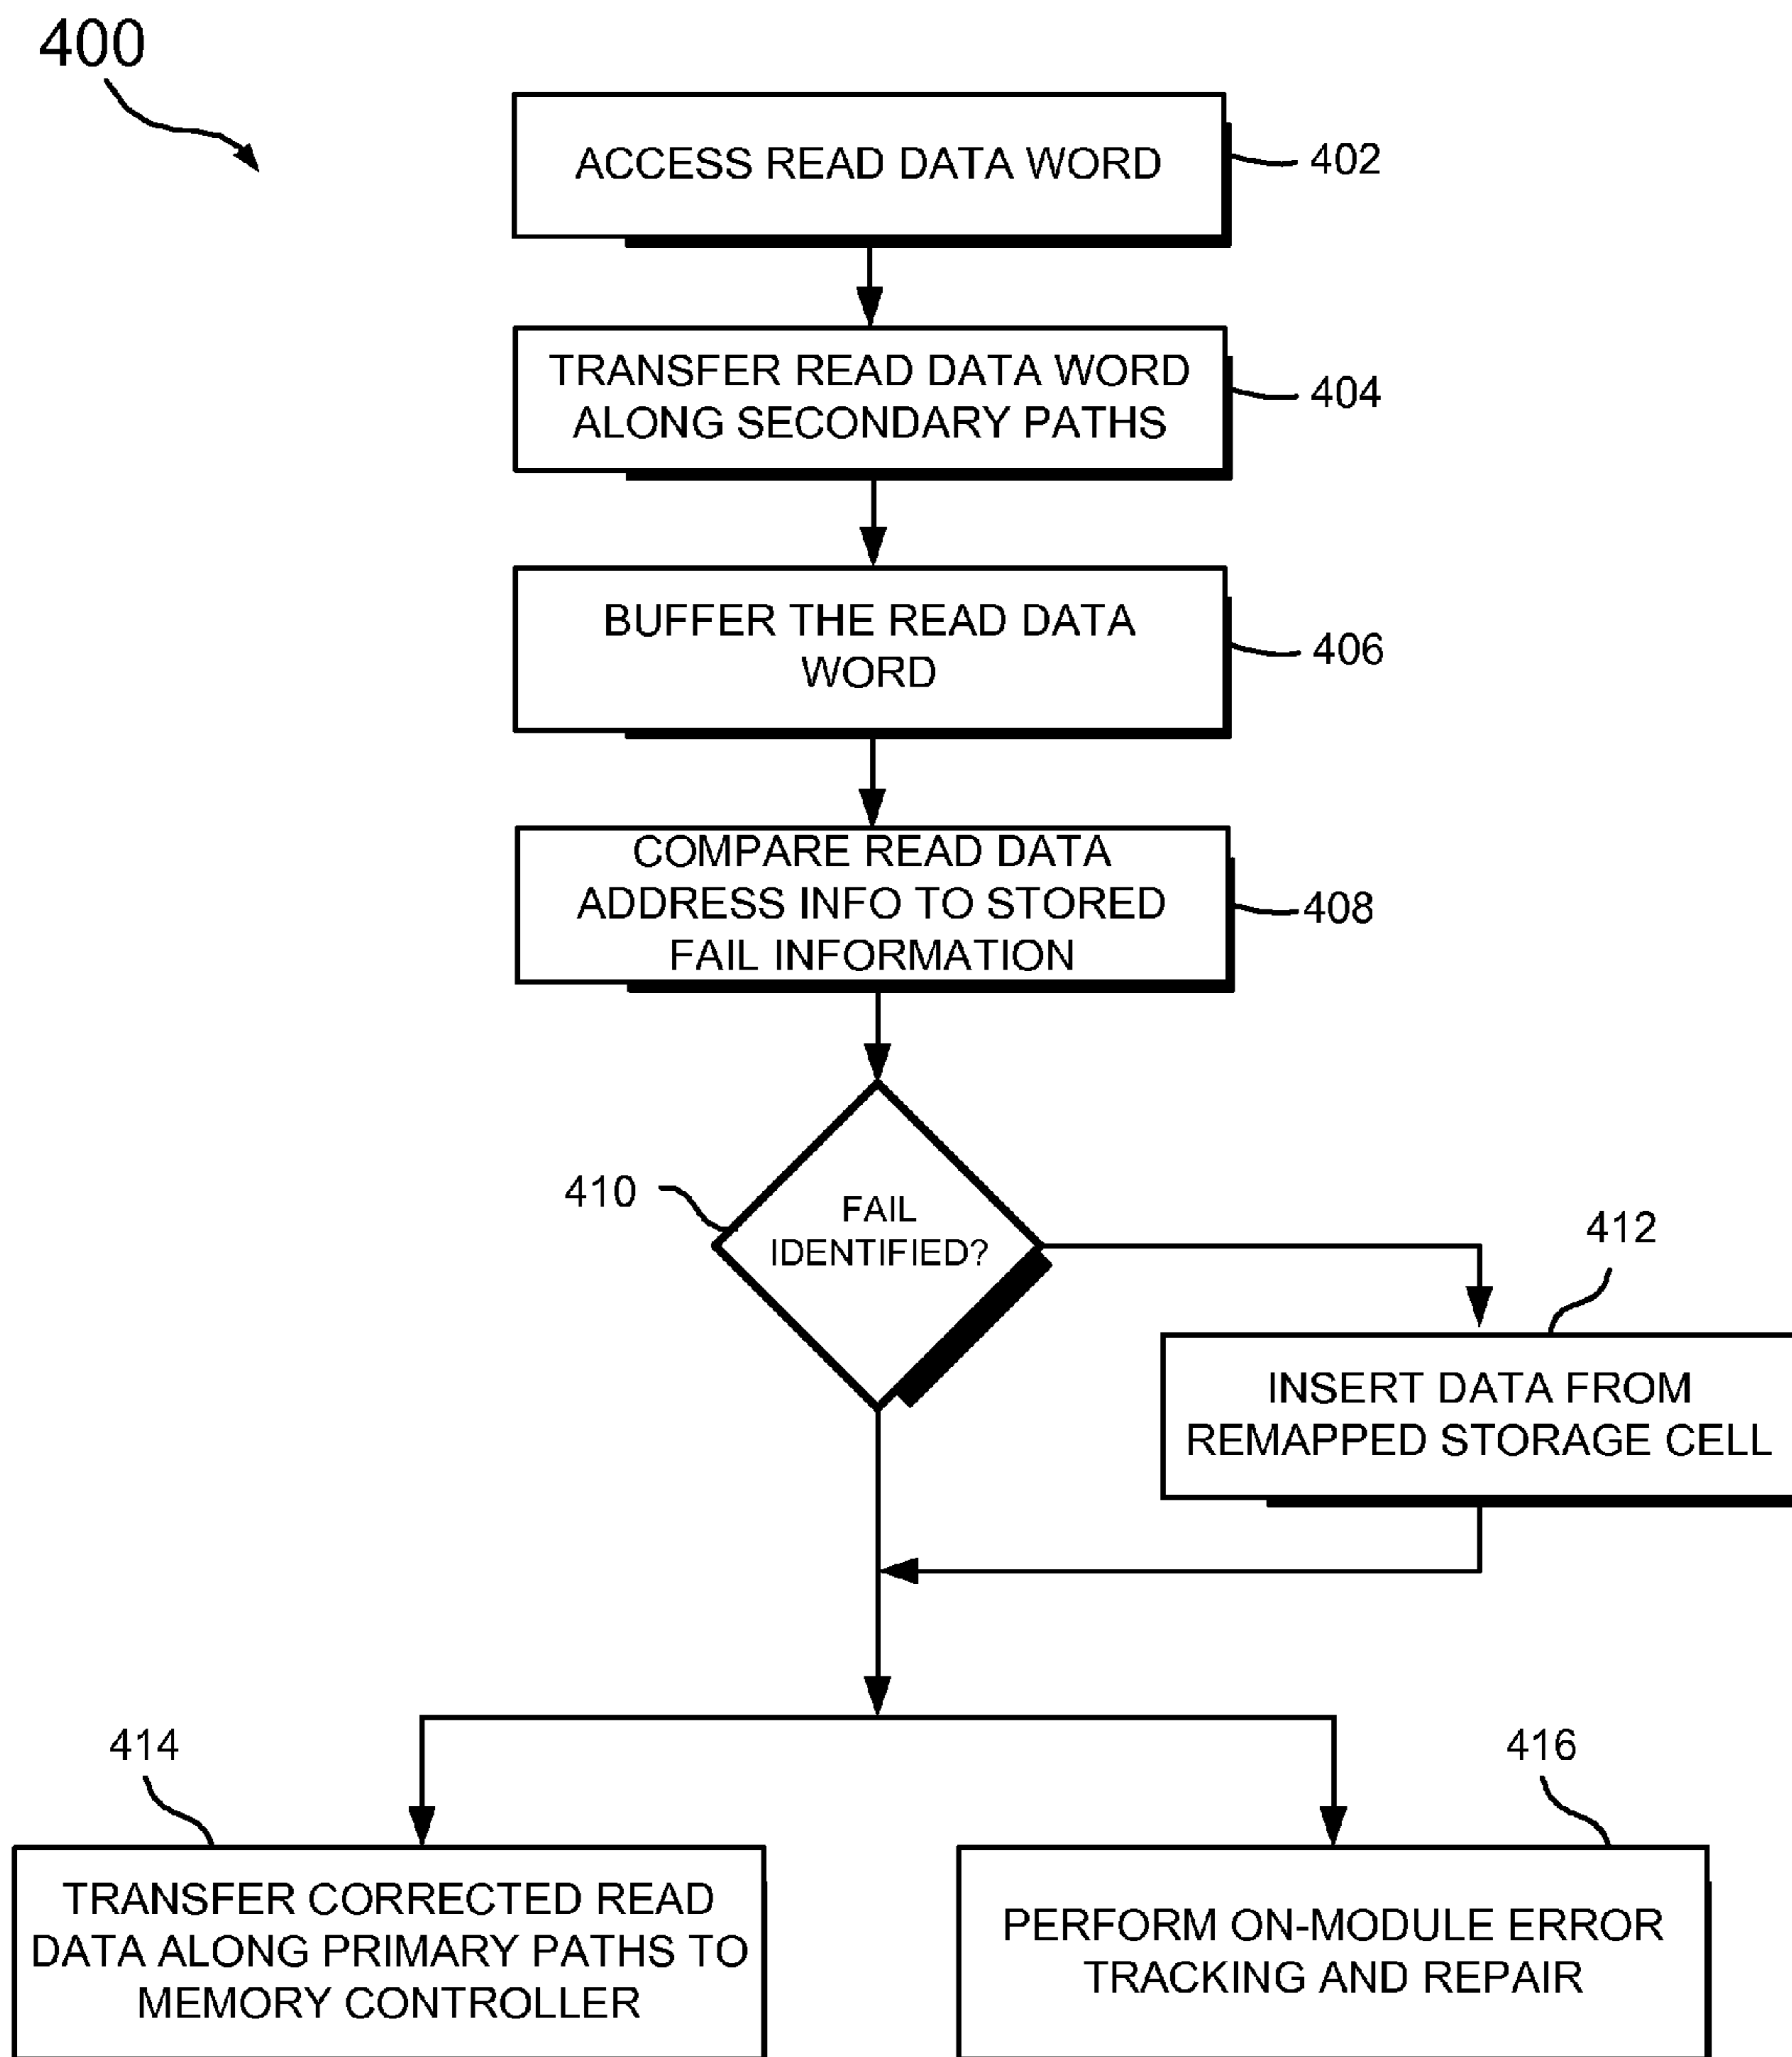 400
ACCESS READ DATA WORD
402
TRANSFER READ DATA WORD
ALONG SECONDARY PATHS
404
BUFFER THE READ DATA
WORD
406
COMPARE READ DATA
ADDRESS INFO TO STORED
FAIL INFORMATION
408
410
FAIL
IDENTIFIED?
412
INSERT DATA FROM
REMAPPED STORAGE CELL
414
TRANSFER CORRECTED READ
DATA ALONG PRIMARY PATHS TO
MEMORY CONTROLLER
416
PERFORM ON-MODULE ERROR
TRACKING AND REPAIR